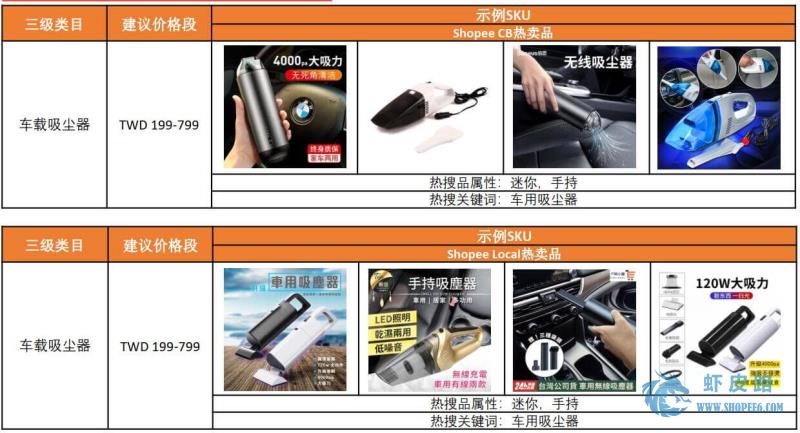 三级类目 建议价格段 示例SKU
Shopee CB热卖品
车载吸尘器 TWD 199-799
4000pa 大吸力
无死角清洁
终身质保
家车两用
无线吸尘器
热搜品属性：迷你，手持
热搜关键词：车用吸尘器
三级类目 建议价格段 示例SKU
Shopee Local热卖品
车载吸尘器 TWD 199-799
車用吸塵器
手持吸塵器
車用｜居家｜多功用
LED照明
乾濕兩用
低噪音
無線充電
車用有線兩款
台灣公司貨 車用無線吸塵器
120W大吸力
热搜品属性：迷你，手持
热搜关键词：车用吸尘器
虾皮路
WWW.SHOPEE6.COM